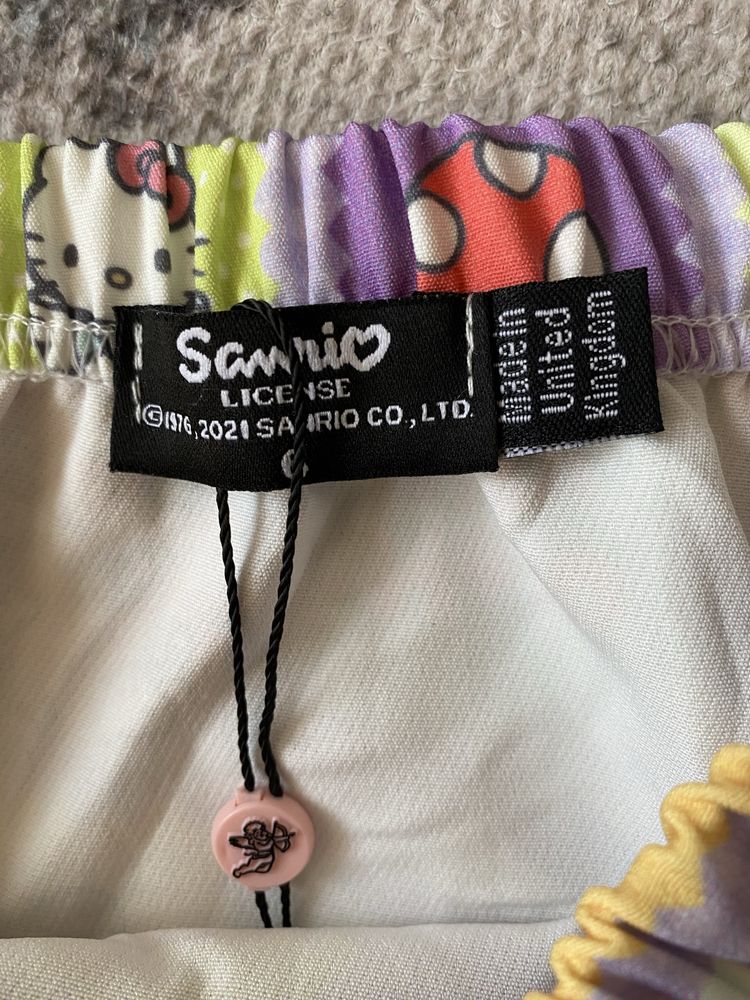 Sanrio
LICENSE
©1976, 2021 SANRIO CO., LTD.
Made in
United
Kingdom